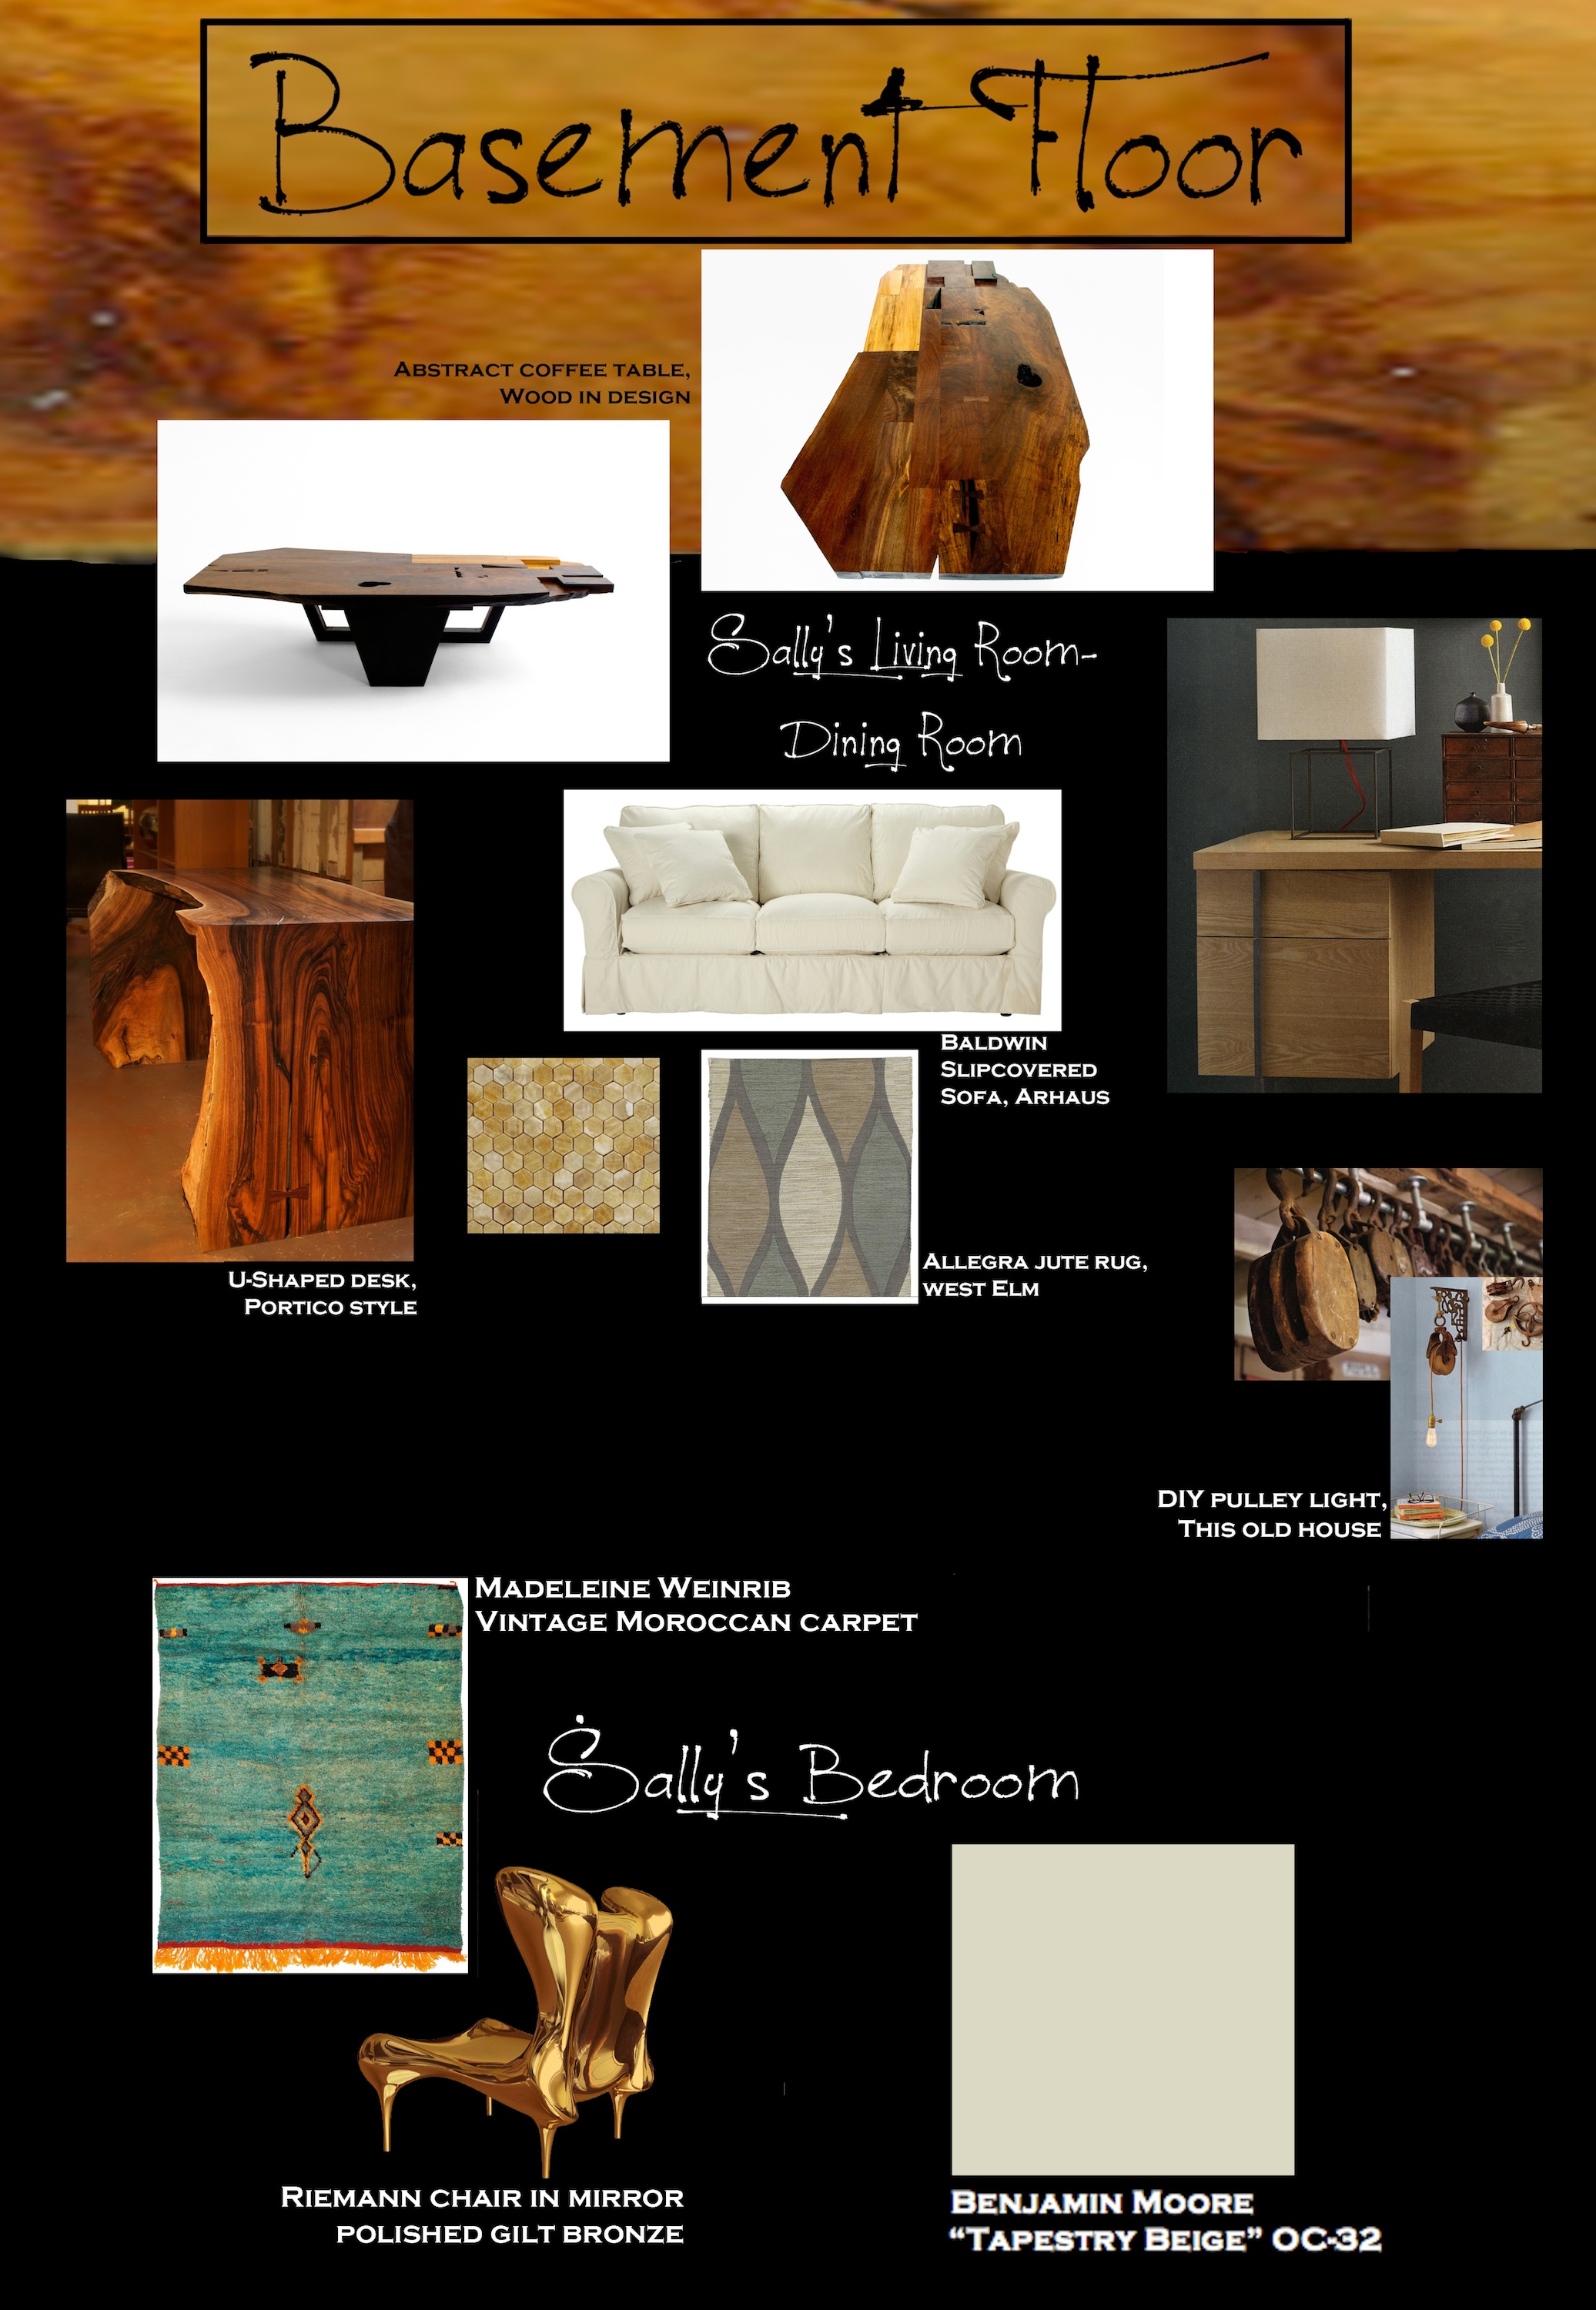 Basement Floor
Abstract coffee table,
Wood in design
Sally's Living Room-
Dining Room
Baldwin
Slipcovered
Sofa, Arhaus
U-Shaped desk,
Portico style
Allegra jute rug,
west Elm
DIY pulley light,
This old house
Madeleine Weinrib
Vintage Moroccan carpet
Sally's Bedroom
Riemann chair in mirror
polished gilt bronze
Benjamin Moore
“Tapestry Beige” OC-32